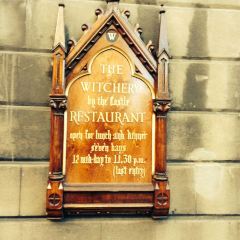 WITCHERY
W
THE
WITCHERY
by the Castle
RESTAURANT
open for lunch and dinner
seven days
12 mid-day to 11.30 p.m.
(last entry)